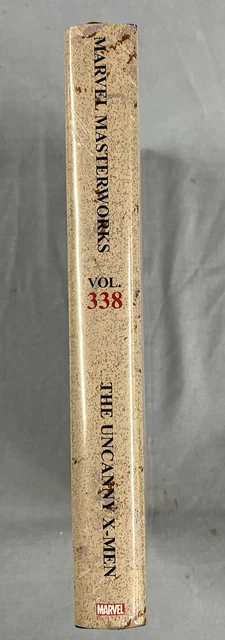 MARVEL MASTERWORKS
VOL.
338
THE UNCANNY X-MEN
MARVEL